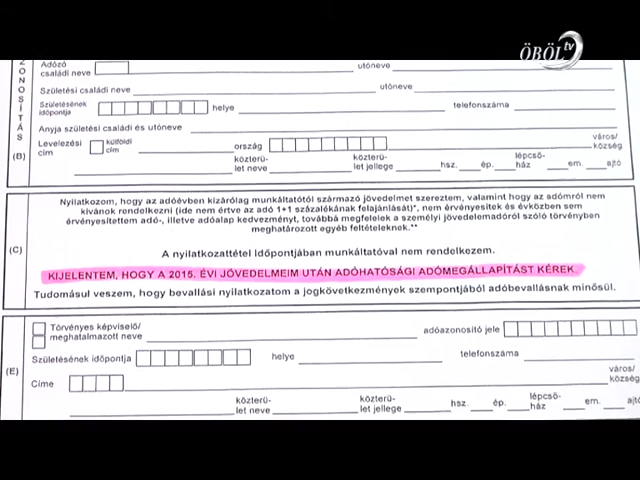 ÖBÖL tv
ZONOSÍTÁS
Adózó
családi neve
utóneve
Születési családi neve
utóneve
Születésének
időpontja
helye
telefonszáma
Anyja születési családi és utóneve
(B)
Levelezési
cím
külföldi
cím
ország
város/
község
közterü-
let neve
közterü-
let jellege
hsz.
ép.
lépcső-
ház
em.
ajtó
Nyilatkozom, hogy az adóévben kizárólag munkáltatótól származó jövedelmet szereztem, valamint hogy az adómról nem
kívánok rendelkezni (ide nem értve az adó 1+1 százalékának felajánlását)*, nem érvényesítek és évközben sem
érvényesítettem adó-, illetve adóalap kedvezményt, továbbá megfelelek a személyi jövedelemadóról szóló törvényben
meghatározott egyéb feltételeknek.**
(C)
A nyilatkozattétel időpontjában munkáltatóval nem rendelkezem.
KIJELENTEM, HOGY A 2015. ÉVI JÖVEDELMEIM UTÁN ADÓHATÓSÁGI ADÓMEGÁLLAPÍTÁST KÉREK.
Tudomásul veszem, hogy bevallási nyilatkozatom a jogkövetkezmények szempontjából adóbevallásnak minősül.
Törvényes képviselő/
meghatalmazott neve
adóazonosító jele
Születésének időpontja
helye
telefonszáma
(E)
Címe
város/
község
közterü-
let neve
közterü-
let jellege
hsz.
ép.
lépcső-
ház
em.
ajtó